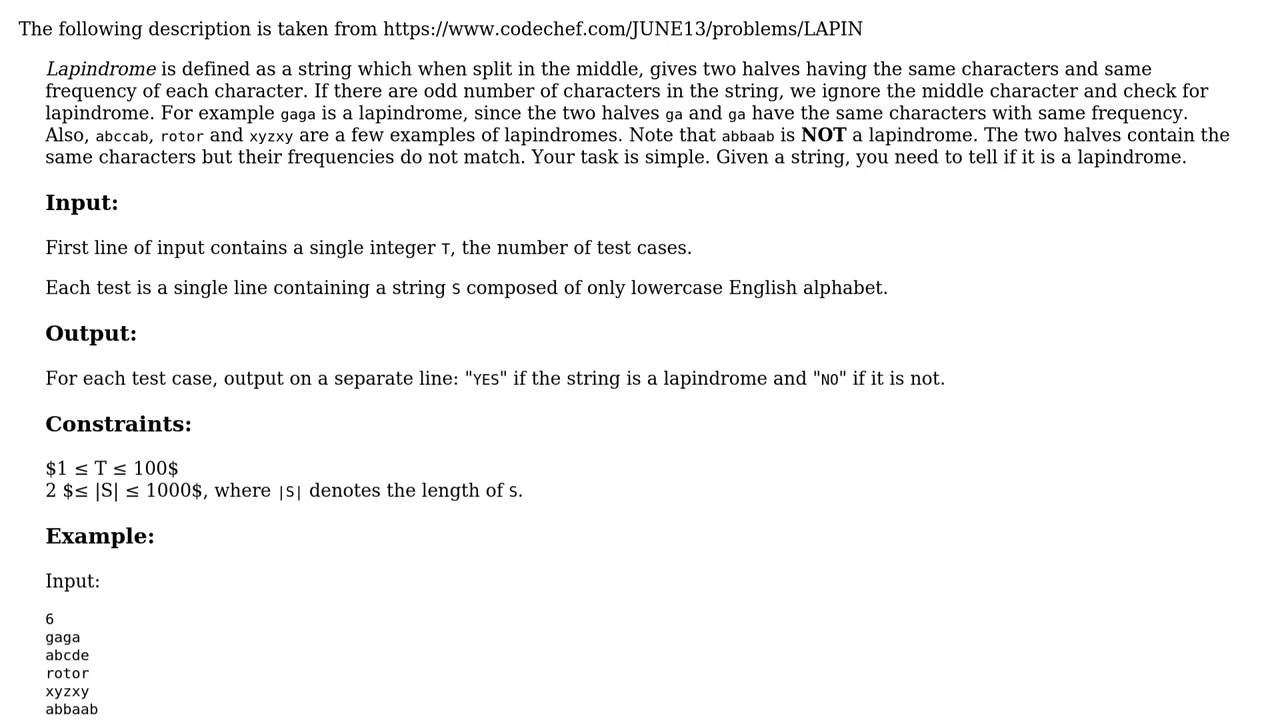 The following description is taken from https://www.codechef.com/JUNE13/problems/LAPIN
Lapindrome is defined as a string which when split in the middle, gives two halves having the same characters and same
frequency of each character. If there are odd number of characters in the string, we ignore the middle character and check for
lapindrome. For example gaga is a lapindrome, since the two halves ga and ga have the same characters with same frequency.
Also, abccab, rotor and xyzxy are a few examples of lapindromes. Note that abbaab is NOT a lapindrome. The two halves contain the
same characters but their frequencies do not match. Your task is simple. Given a string, you need to tell if it is a lapindrome.
Input:
First line of input contains a single integer T, the number of test cases.
Each test is a single line containing a string S composed of only lowercase English alphabet.
Output:
For each test case, output on a separate line: "YES" if the string is a lapindrome and "NO" if it is not.
Constraints:
$1 ≤ T ≤ 100$
2 $≤ |S| ≤ 1000$, where |S| denotes the length of S.
Example:
Input:
6
gaga
abcde
rotor
xyzxy
abbaab